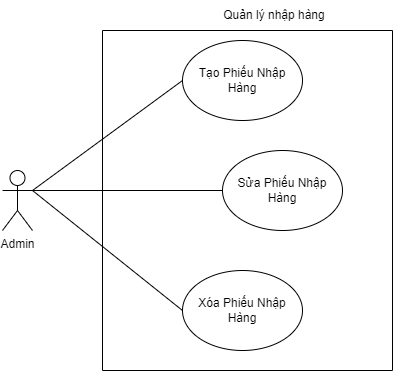 Quản lý nhập hàng
Tạo Phiếu Nhập
Hàng
Sửa Phiếu Nhập
Hàng
Admin
Xóa Phiếu Nhập
Hàng